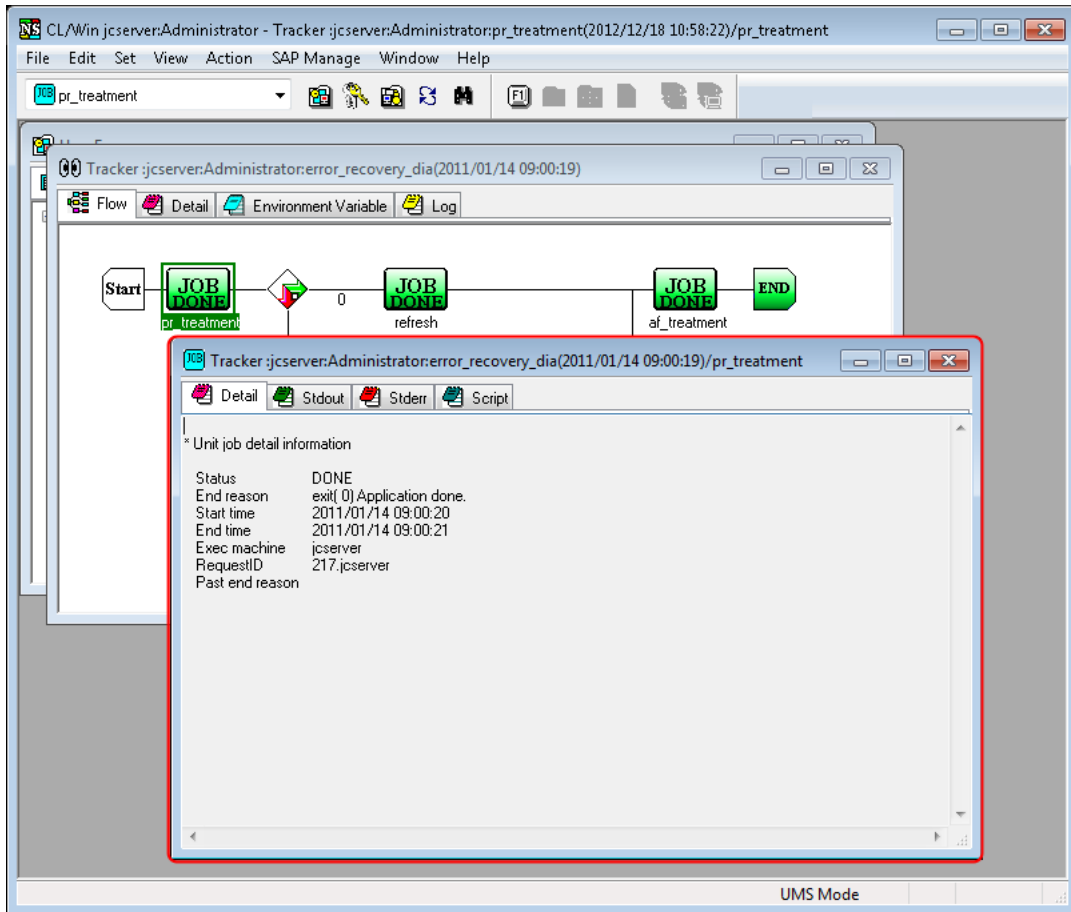 CL/Win jcserver:Administrator - Tracker :jcserver:Administrator:pr_treatment(2012/12/18 10:58:22)/pr_treatment
File Edit Set View Action SAP Manage Window Help
JOB pr_treatment
F1
Tracker :jcserver:Administrator:error_recovery_dia(2011/01/14 09:00:19)
Flow Detail Environment Variable Log
Start JOB DONE 0 JOB DONE JOB DONE END
pr_treatment refresh af_treatment
JOB Tracker :jcserver:Administrator:error_recovery_dia(2011/01/14 09:00:19)/pr_treatment
Detail Stdout Stderr Script
* Unit job detail information
Status DONE
End reason exit( 0) Application done.
Start time 2011/01/14 09:00:20
End time 2011/01/14 09:00:21
Exec machine jcserver
RequestID 217.jcserver
Past end reason
UMS Mode